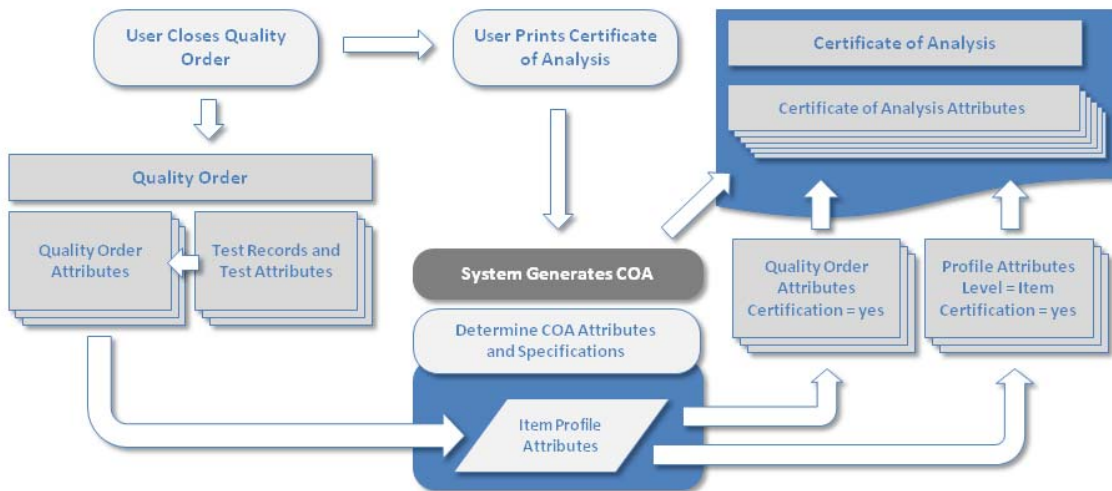 User Closes Quality
Order
User Prints Certificate
of Analysis
Certificate of Analysis
Certificate of Analysis Attributes
Quality Order
Quality Order
Attributes
Test Records and
Test Attributes
System Generates COA
Determine COA Attributes
and Specifications
Item Profile
Attributes
Quality Order
Attributes
Certification = yes
Profile Attributes
Level = Item
Certification = yes